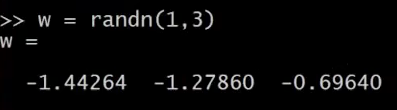 >> w = randn(1,3)
w =
-1.44264 -1.27860 -0.69640